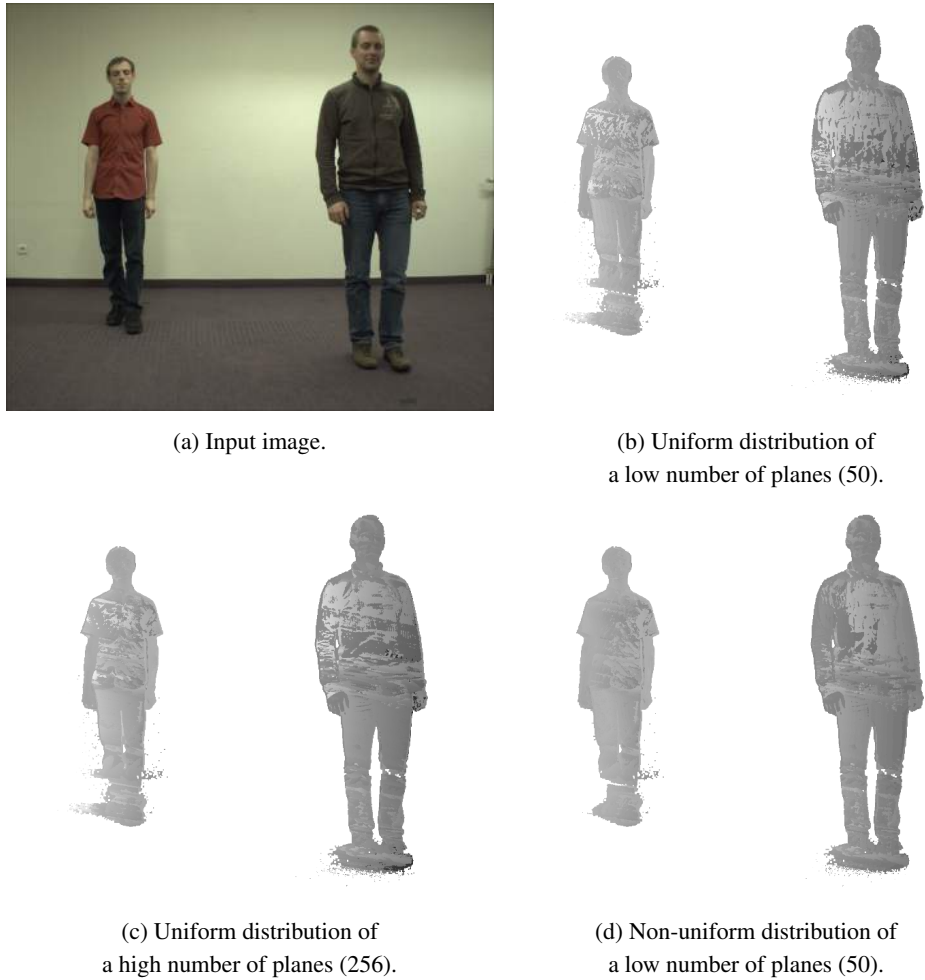 (a) Input image.
(b) Uniform distribution of
a low number of planes (50).
(c) Uniform distribution of
a high number of planes (256).
(d) Non-uniform distribution of
a low number of planes (50).